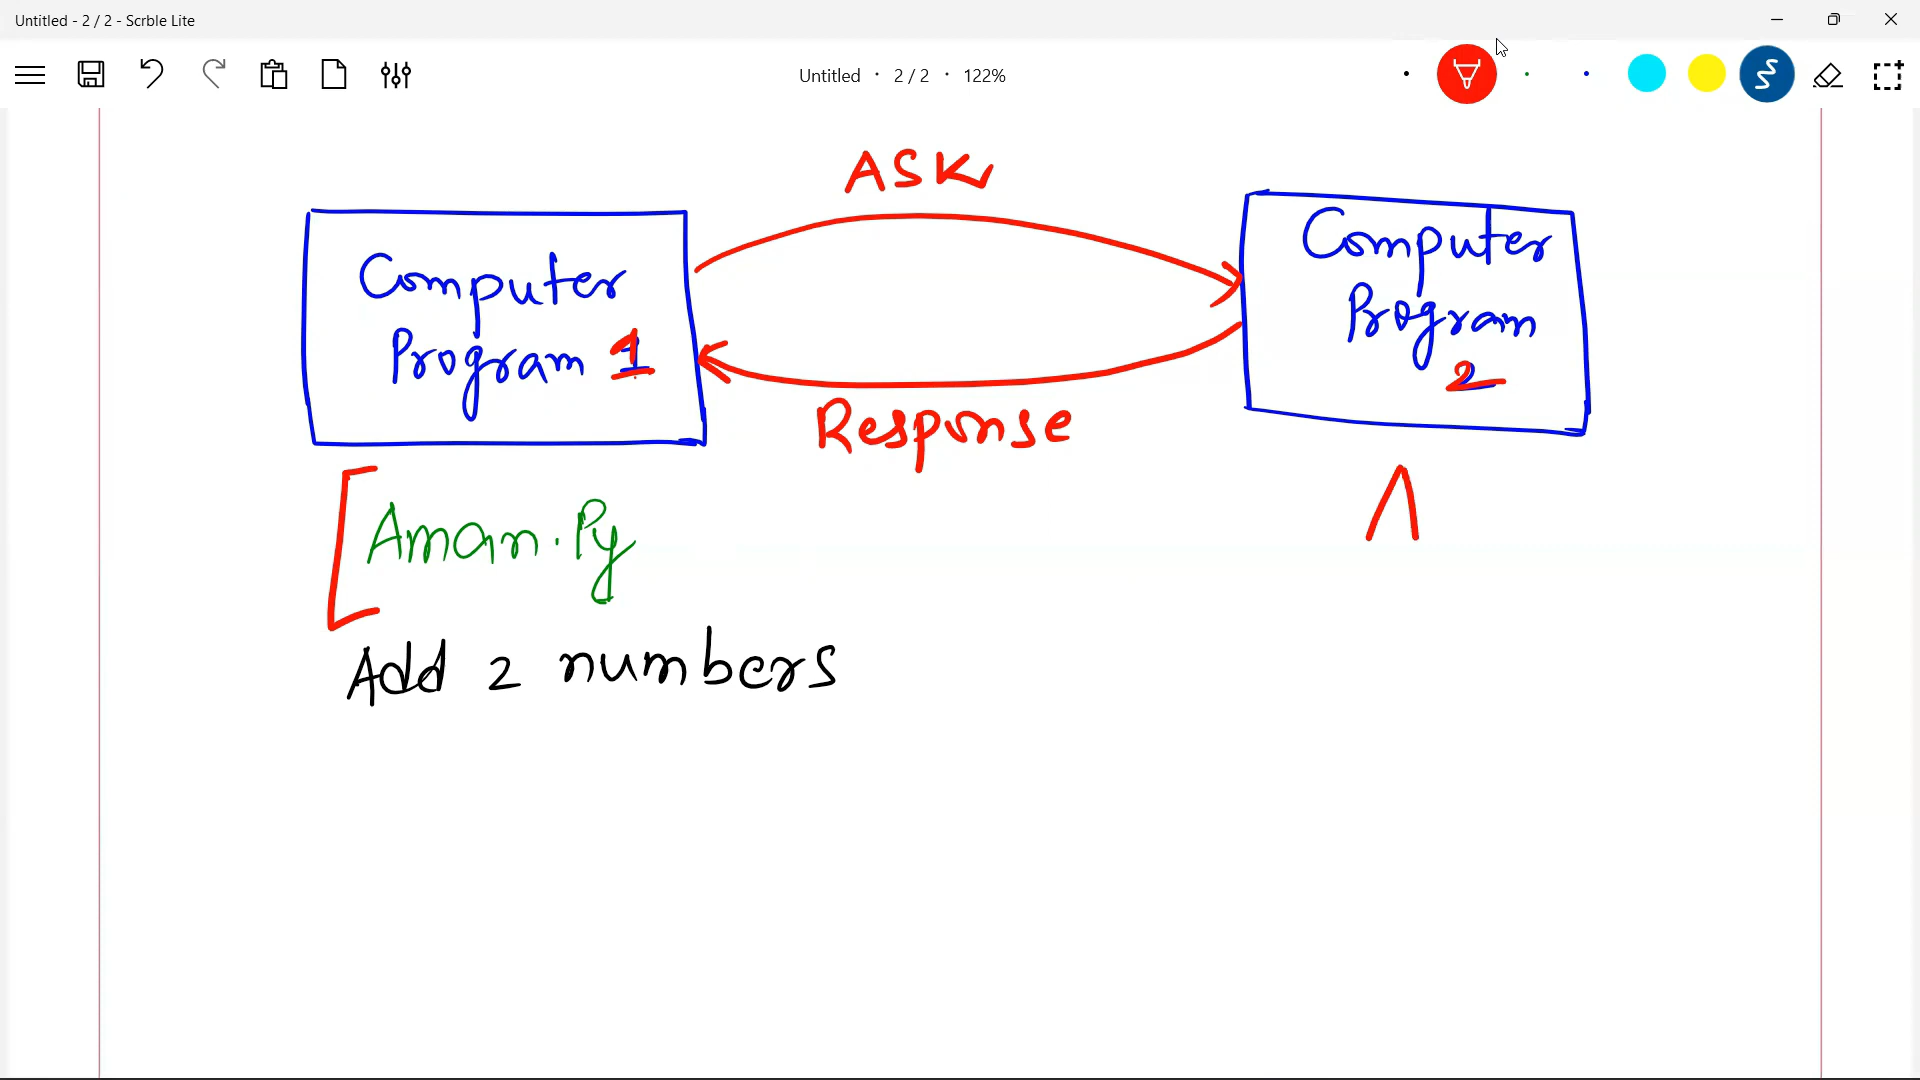 Untitled - 2 / 2 - Scrble Lite
Untitled · 2 / 2 · 122%
ASK
Computer
Program 1
Computer
Program
2
Response
Aman.Py
Add 2 numbers